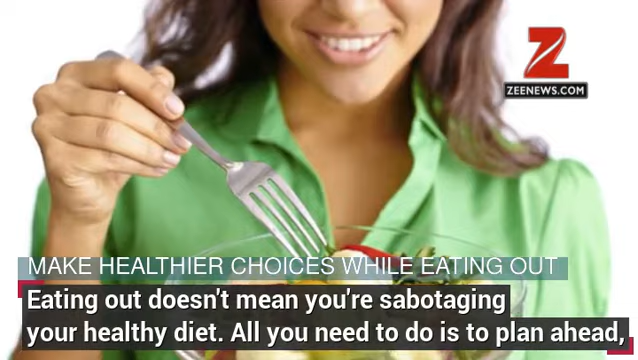 Z
ZEENEWS.COM
MAKE HEALTHIER CHOICES WHILE EATING OUT
Eating out doesn't mean you're sabotaging
your healthy diet. All you need to do is to plan ahead,